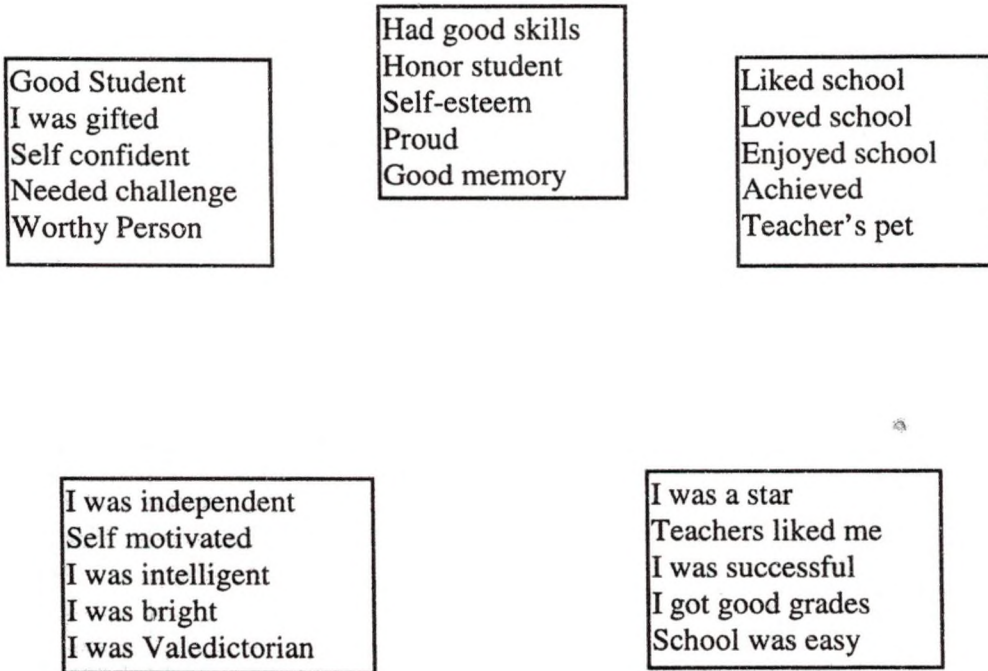 Good Student
I was gifted
Self confident
Needed challenge
Worthy Person
Had good skills
Honor student
Self-esteem
Proud
Good memory
Liked school
Loved school
Enjoyed school
Achieved
Teacher's pet
I was independent
Self motivated
I was intelligent
I was bright
I was Valedictorian
I was a star
Teachers liked me
I was successful
I got good grades
School was easy